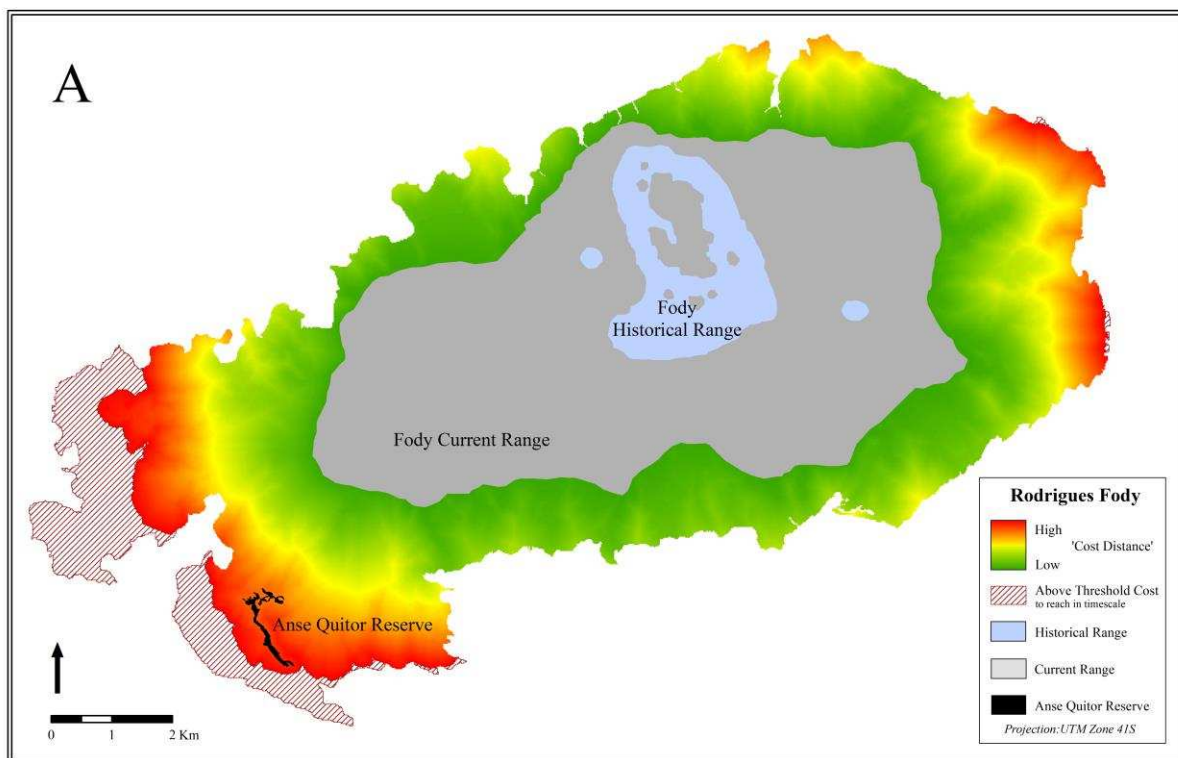 A
Fody
Historical Range
Fody Current Range
Anse Quitor Reserve
0 1 2 Km
Rodrigues Fody
High
'Cost Distance'
Low
Above Threshold Cost
to reach in timescale
Historical Range
Current Range
Anse Quitor Reserve
Projection:UTM Zone 41S